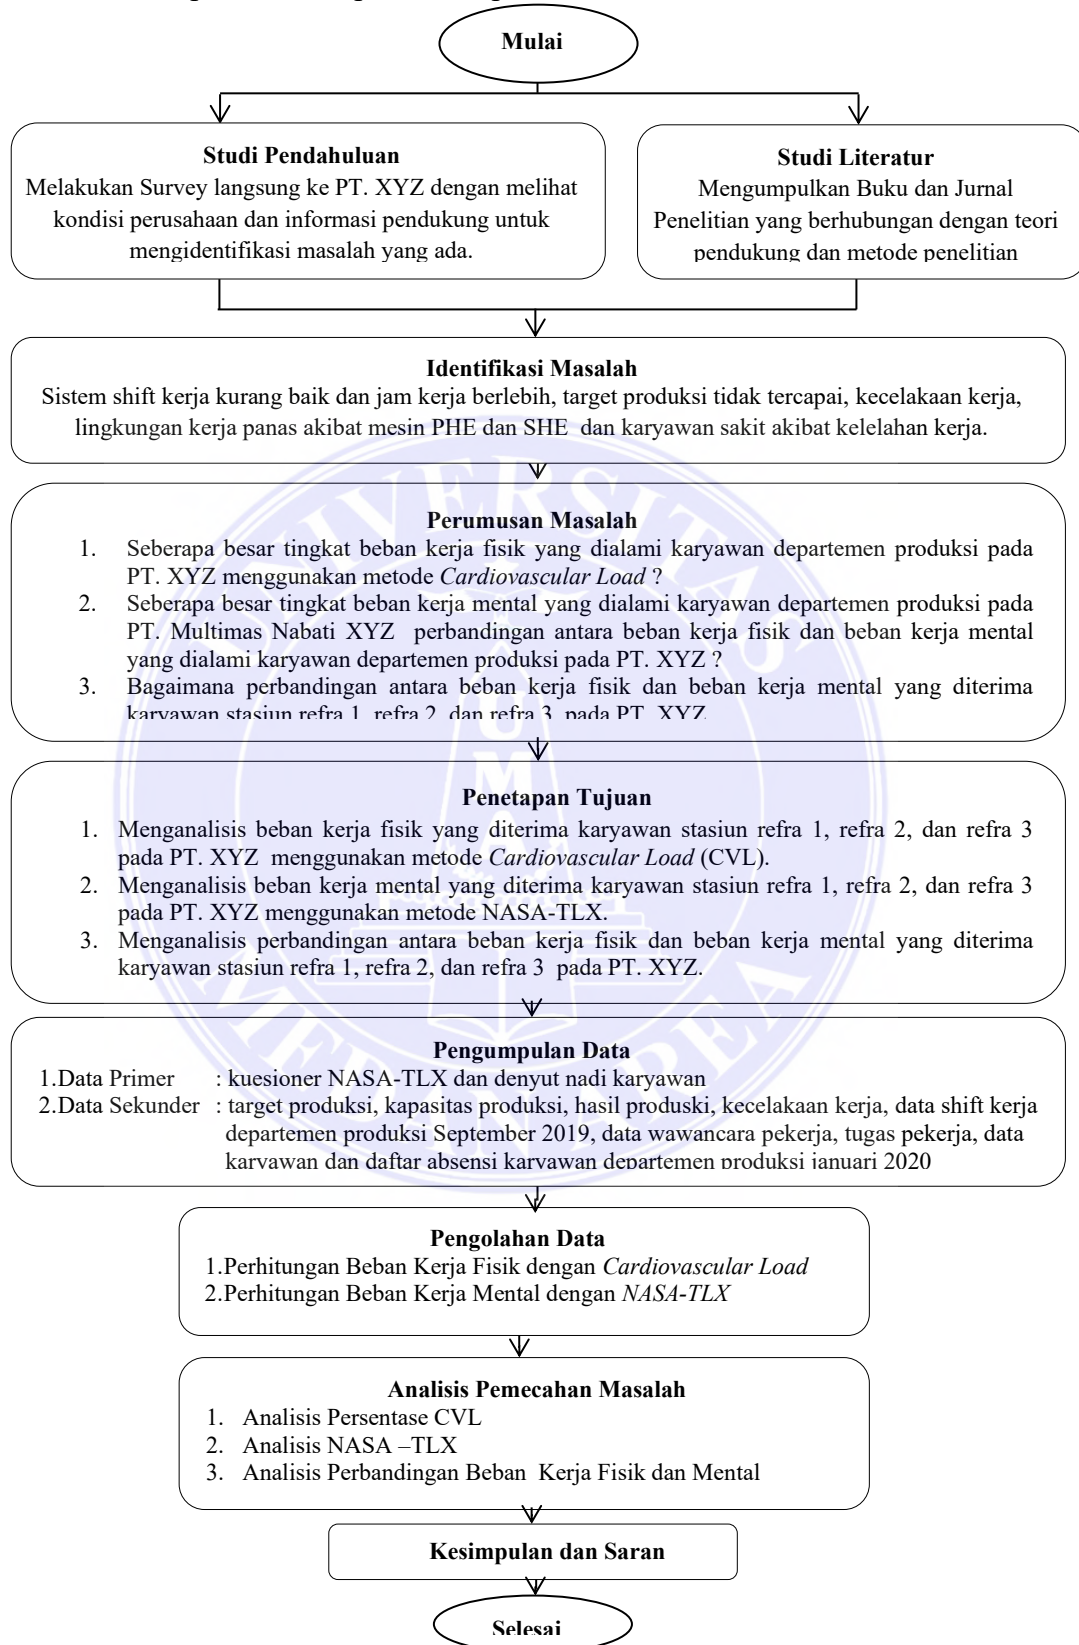 Mulai
Studi Pendahuluan
Melakukan Survey langsung ke PT. XYZ dengan melihat
kondisi perusahaan dan informasi pendukung untuk
mengidentifikasi masalah yang ada.
Studi Literatur
Mengumpulkan Buku dan Jurnal
Penelitian yang berhubungan dengan teori
pendukung dan metode penelitian
Identifikasi Masalah
Sistem shift kerja kurang baik dan jam kerja berlebih, target produksi tidak tercapai, kecelakaan kerja,
lingkungan kerja panas akibat mesin PHE dan SHE dan karyawan sakit akibat kelelahan kerja.
Perumusan Masalah
1. Seberapa besar tingkat beban kerja fisik yang dialami karyawan departemen produksi pada
PT. XYZ menggunakan metode Cardiovascular Load ?
2. Seberapa besar tingkat beban kerja mental yang dialami karyawan departemen produksi pada
PT. Multimas Nabati XYZ perbandingan antara beban kerja fisik dan beban kerja mental
yang dialami karyawan departemen produksi pada PT. XYZ ?
3. Bagaimana perbandingan antara beban kerja fisik dan beban kerja mental yang diterima
karyawan stasiun refra 1, refra 2, dan refra 3 pada PT. XYZ
Penetapan Tujuan
1. Menganalisis beban kerja fisik yang diterima karyawan stasiun refra 1, refra 2, dan refra 3
pada PT. XYZ menggunakan metode Cardiovascular Load (CVL).
2. Menganalisis beban kerja mental yang diterima karyawan stasiun refra 1, refra 2, dan refra 3
pada PT. XYZ menggunakan metode NASA-TLX.
3. Menganalisis perbandingan antara beban kerja fisik dan beban kerja mental yang diterima
karyawan stasiun refra 1, refra 2, dan refra 3 pada PT. XYZ.
Pengumpulan Data
1.Data Primer : kuesioner NASA-TLX dan denyut nadi karyawan
2.Data Sekunder : target produksi, kapasitas produksi, hasil produski, kecelakaan kerja, data shift kerja
departemen produksi September 2019, data wawancara pekerja, tugas pekerja, data
karyawan dan daftar absensi karyawan departemen produksi januari 2020
Pengolahan Data
1.Perhitungan Beban Kerja Fisik dengan Cardiovascular Load
2.Perhitungan Beban Kerja Mental dengan NASA-TLX
Analisis Pemecahan Masalah
1. Analisis Persentase CVL
2. Analisis NASA –TLX
3. Analisis Perbandingan Beban Kerja Fisik dan Mental
Kesimpulan dan Saran
Selesai
UNIVERSITAS
MEDAN AREA
UMA